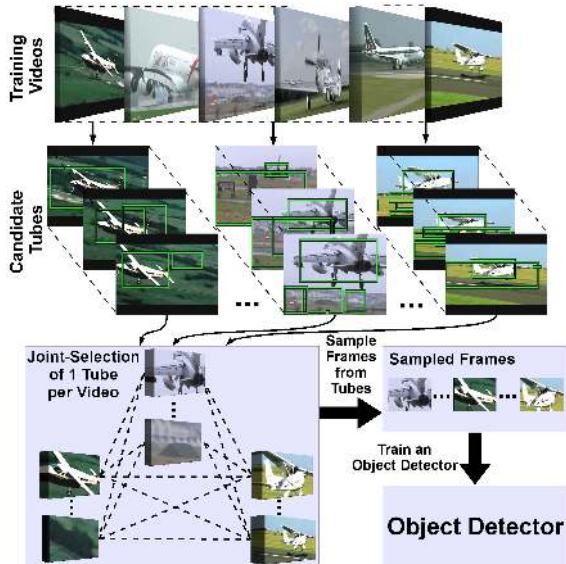 Training
Videos
Candidate
Tubes
Joint-Selection
of 1 Tube
per Video
Sample
Frames
from
Tubes
Sampled Frames
Train an
Object Detector
Object Detector